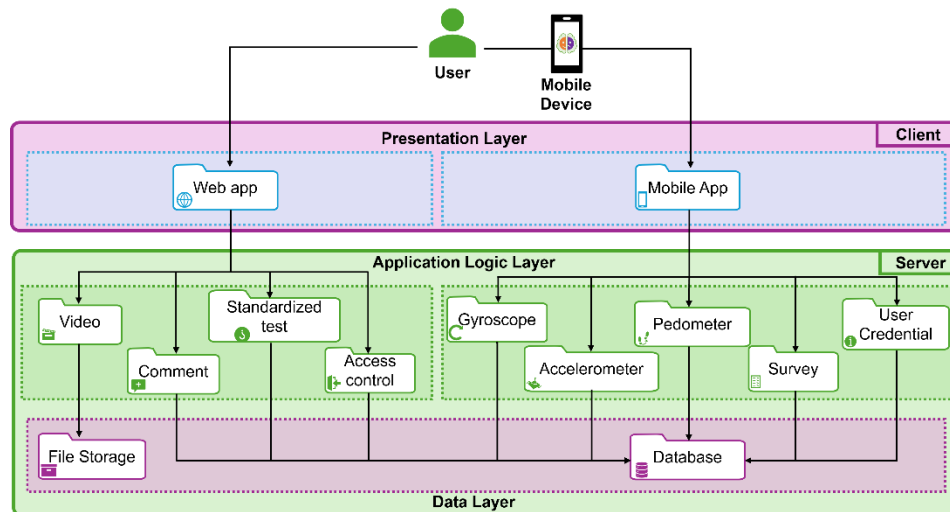 User
Mobile
Device
Presentation Layer
Client
Web app
Mobile App
Application Logic Layer
Server
Video
Standardized
test
Comment
Access
control
Gyroscope
Accelerometer
Pedometer
Survey
User
Credential
File Storage
Database
Data Layer